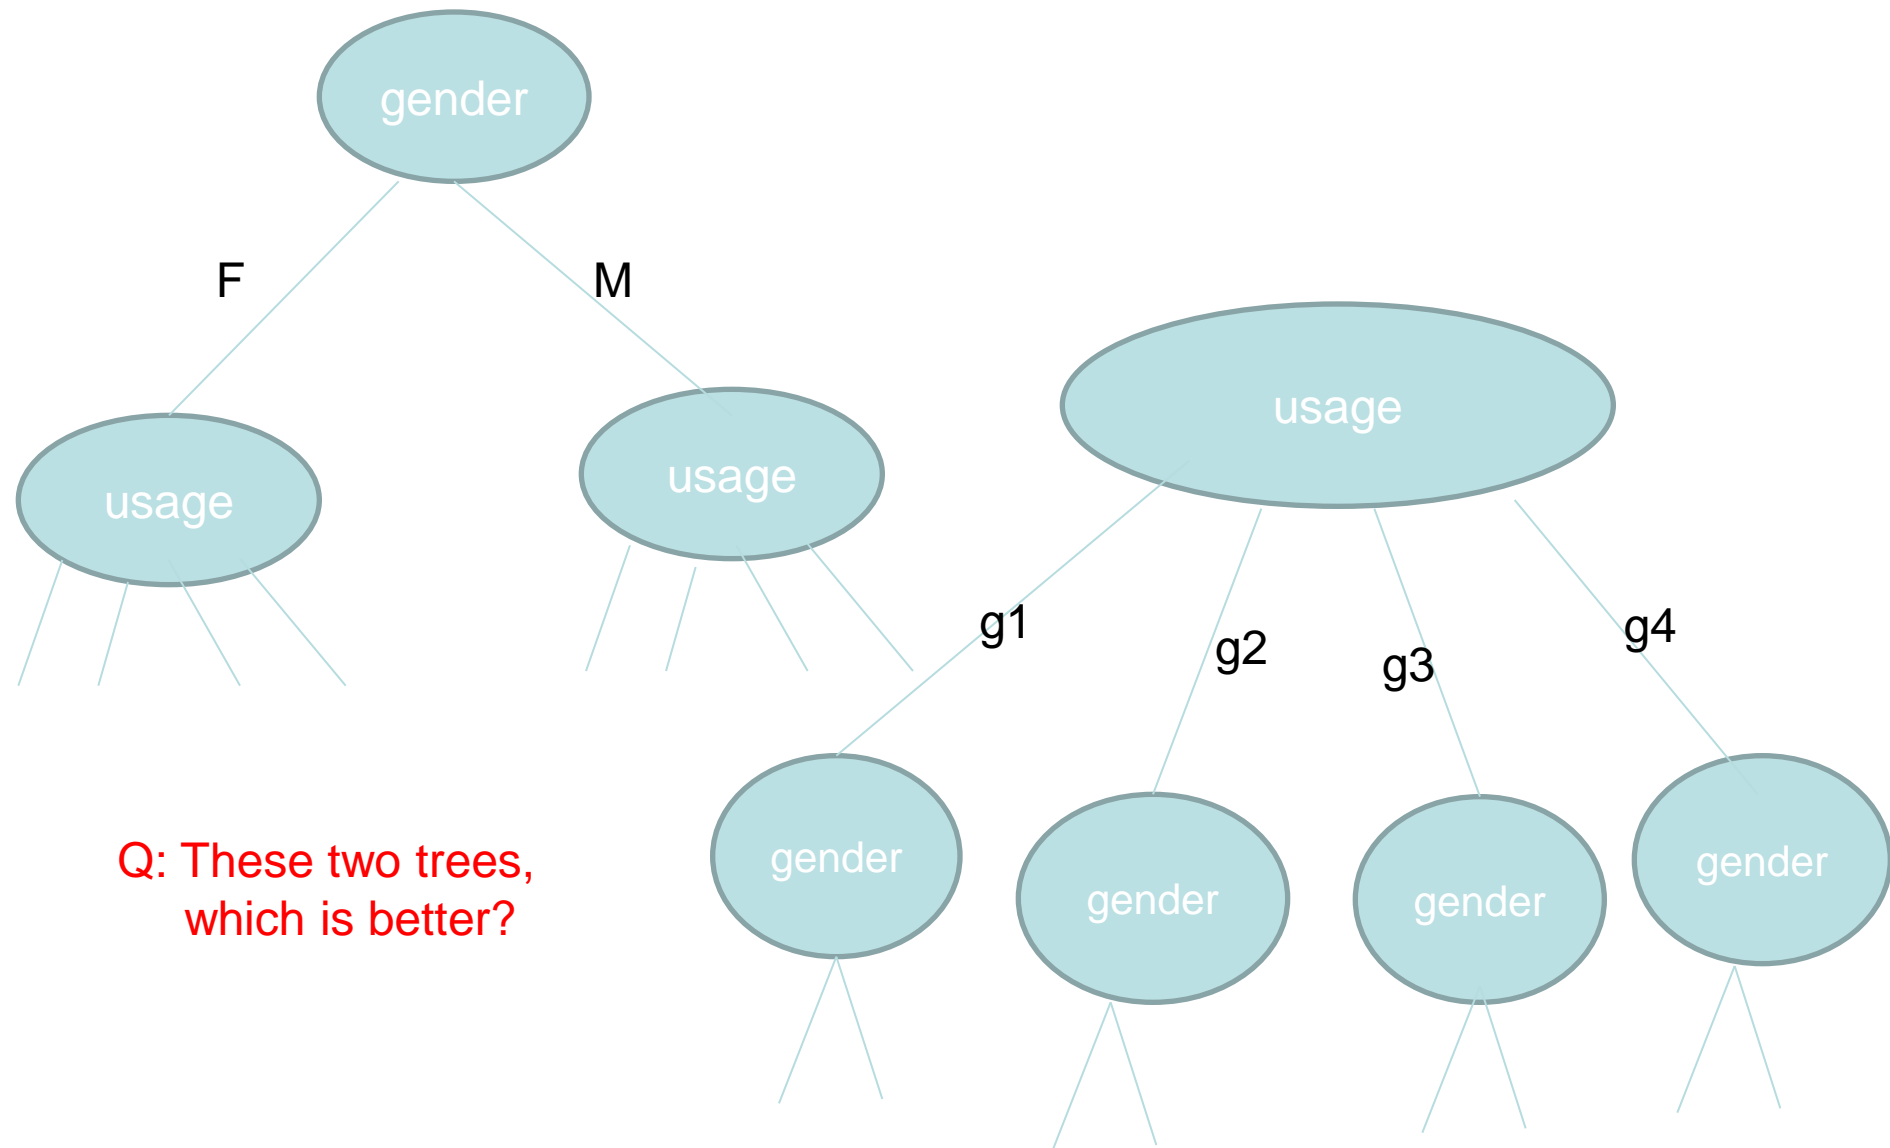 gender
F
M
usage
usage
usage
g1
g2
g3
g4
gender
gender
gender
gender
Q: These two trees,
which is better?